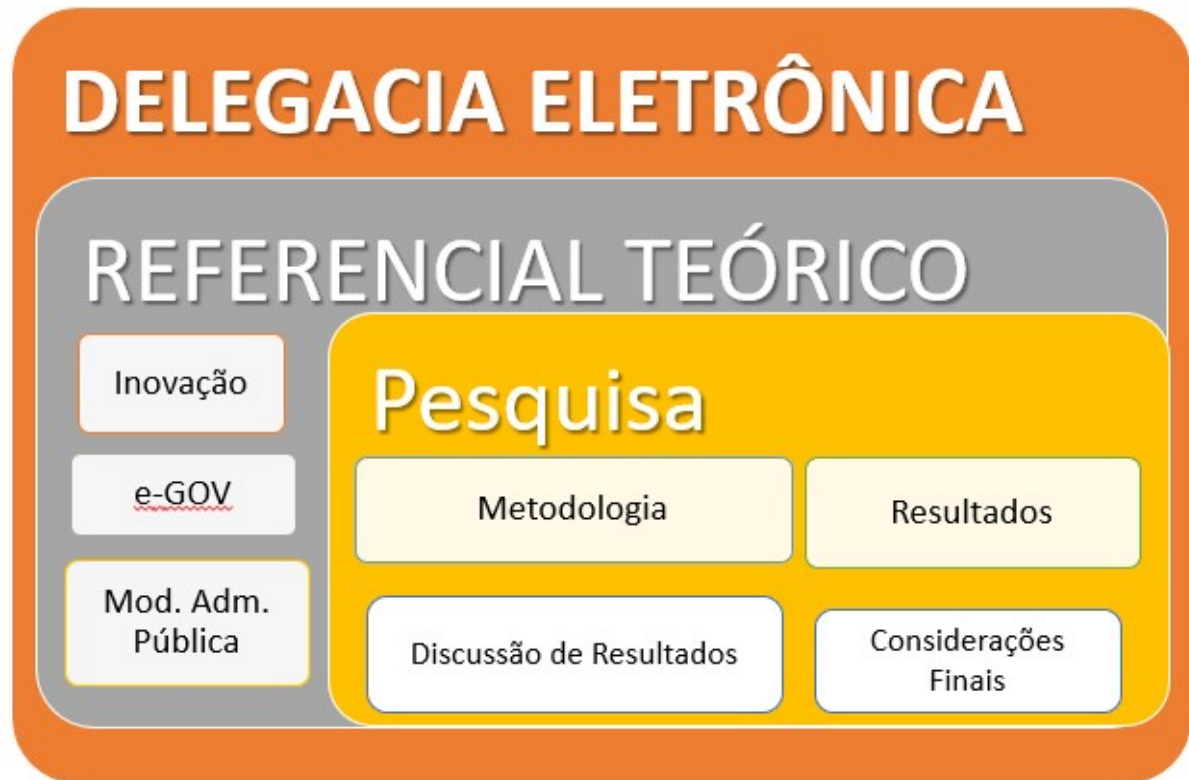 DELEGACIA ELETRÔNICA
REFERENCIAL TEÓRICO
Inovação
e-GOV
Mod. Adm.
Pública
Pesquisa
Metodologia
Resultados
Discussão de Resultados
Considerações
Finais